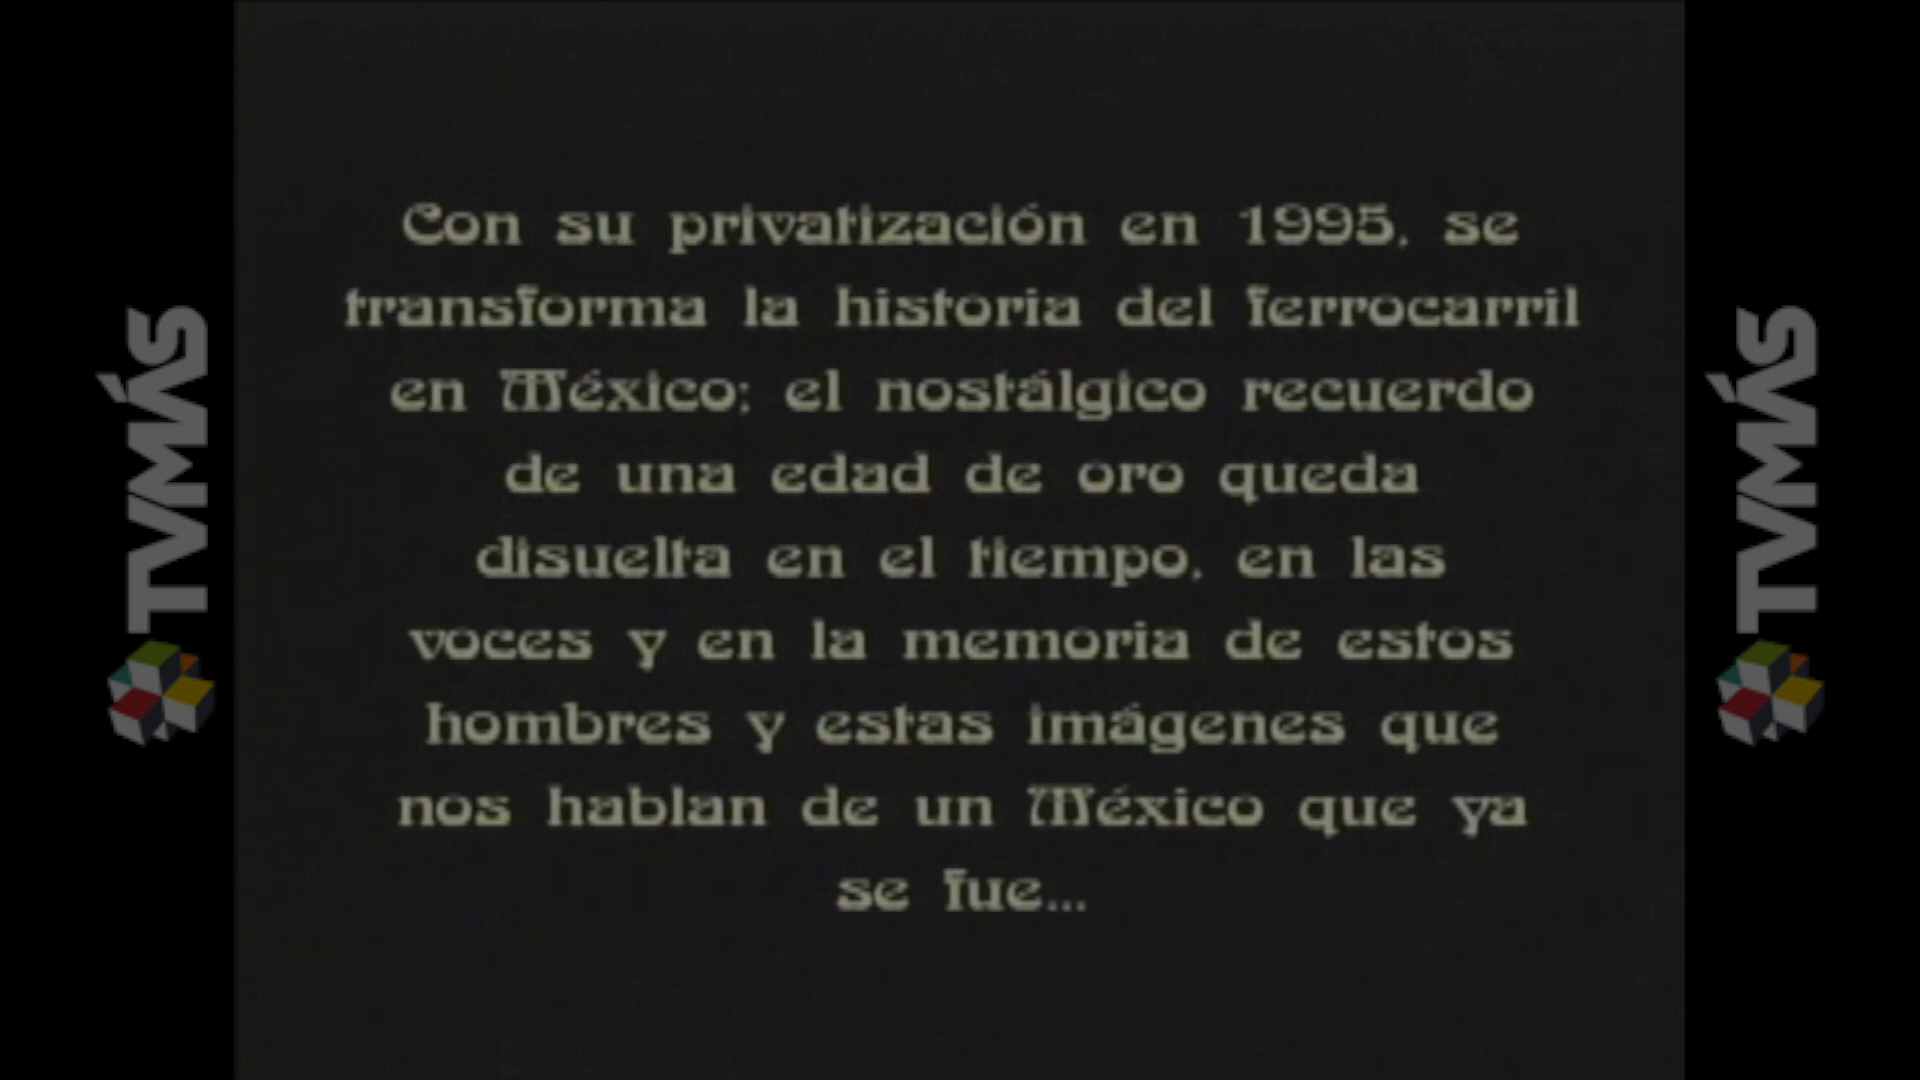 Con su privatización en 1995, se
transforma la historia del ferrocarril
en México; el nostálgico recuerdo
de una edad de oro queda
disuelta en el tiempo, en las
voces y en la memoria de estos
hombres y estas imágenes que
nos hablan de un México que ya
se fue...
TVMÁS
TVMÁS